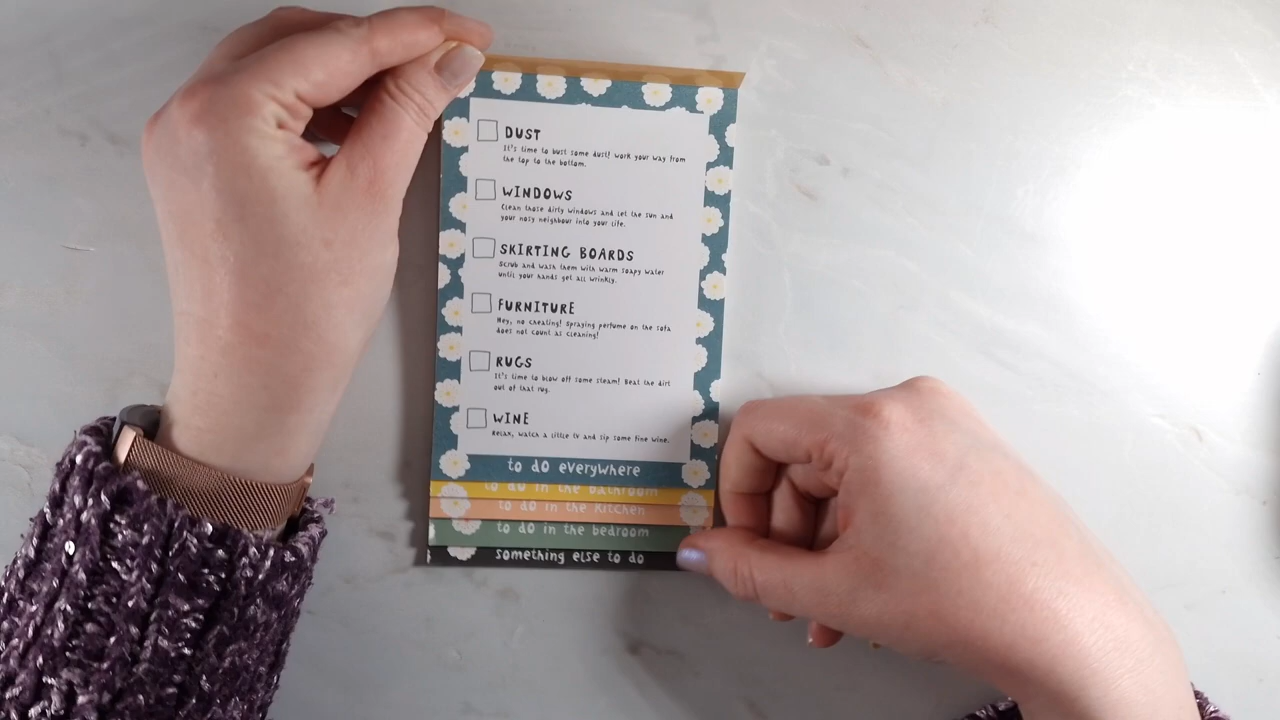 DUST
It's time to bust some dust! Work your way from
the top to the bottom.
WINDOWS
Clean those dirty windows and let the sun and
your nosy neighbour into your life.
SKIRTING BOARDS
Scrub and wash them with warm soapy water
until your hands get all wrinkly.
FURNITURE
Hey, no cheating! Spraying perfume on the sofa
does not count as cleaning!
RUGS
It's time to blow off some steam! Beat the dirt
out of that rug.
WINE
Relax, watch a little tv and sip some fine wine.
to do everywhere
to do in the bathroom
to do in the kitchen
to do in the bedroom
something else to do